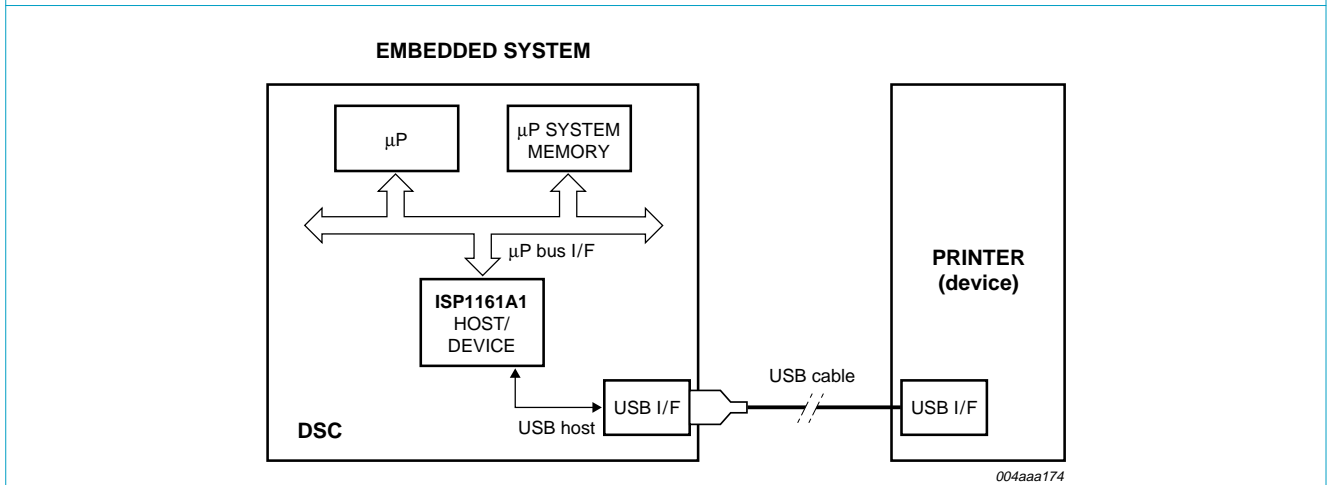 EMBEDDED SYSTEM
μP
μP SYSTEM
MEMORY
μP bus I/F
ISP1161A1
HOST/
DEVICE
PRINTER
(device)
USB cable
USB I/F
USB I/F
USB host
DSC
004aaa174